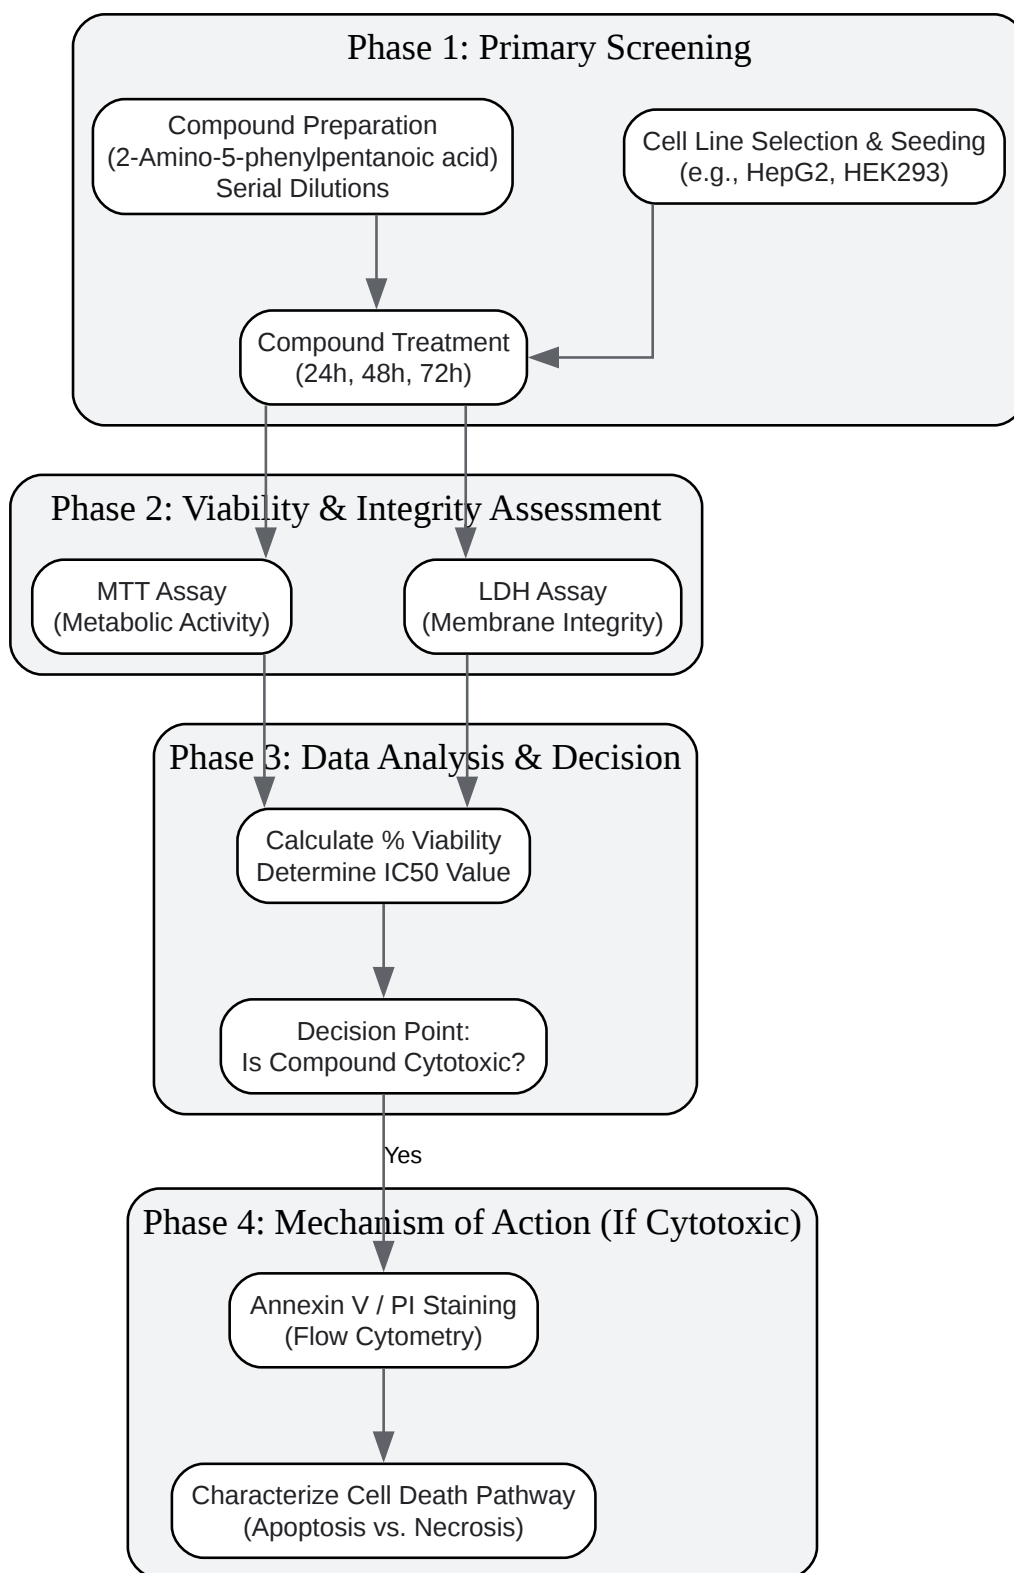 Phase 1: Primary Screening
Compound Preparation
(2-Amino-5-phenylpentanoic acid)
Serial Dilutions
Cell Line Selection & Seeding
(e.g., HepG2, HEK293)
Compound Treatment
(24h, 48h, 72h)
Phase 2: Viability & Integrity Assessment
MTT Assay
(Metabolic Activity)
LDH Assay
(Membrane Integrity)
Phase 3: Data Analysis & Decision
Calculate % Viability
Determine IC50 Value
Decision Point:
Is Compound Cytotoxic?
Yes
Phase 4: Mechanism of Action (If Cytotoxic)
Annexin V / PI Staining
(Flow Cytometry)
Characterize Cell Death Pathway
(Apoptosis vs. Necrosis)